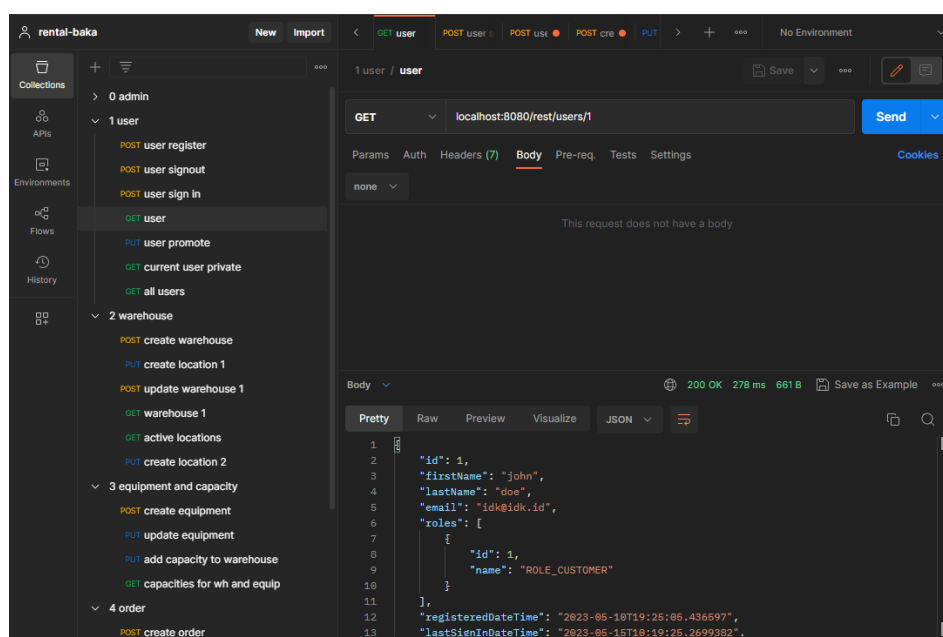 rental-baka
New
Import
GET user
POST user s
POST use
POST cre
PUT
No Environment
Collections
APIs
Environments
Flows
History
0 admin
1 user
POST user register
POST user signout
POST user sign in
GET user
PUT user promote
GET current user private
GET all users
2 warehouse
POST create warehouse
PUT create location 1
POST update warehouse 1
GET warehouse 1
GET active locations
PUT create location 2
3 equipment and capacity
POST create equipment
PUT update equipment
PUT add capacity to warehouse
GET capacities for wh and equip
4 order
POST create order
1 user / user
Save
GET
localhost:8080/rest/users/1
Send
Params Auth Headers (7) Body Pre-req. Tests Settings
Cookies
none
This request does not have a body
Body
200 OK 278 ms 661 B Save as Example
Pretty Raw Preview Visualize JSON
1 {
2 "id": 1,
3 "firstName": "john",
4 "lastName": "doe",
5 "email": "idk@idk.id",
6 "roles": [
7 {
8 "id": 1,
9 "name": "ROLE_CUSTOMER"
10 }
11 ],
12 "registeredDateTime": "2023-05-10T19:25:05.436597",
13 "lastSignInDateTime": "2023-05-15T10:19:25.2699382",